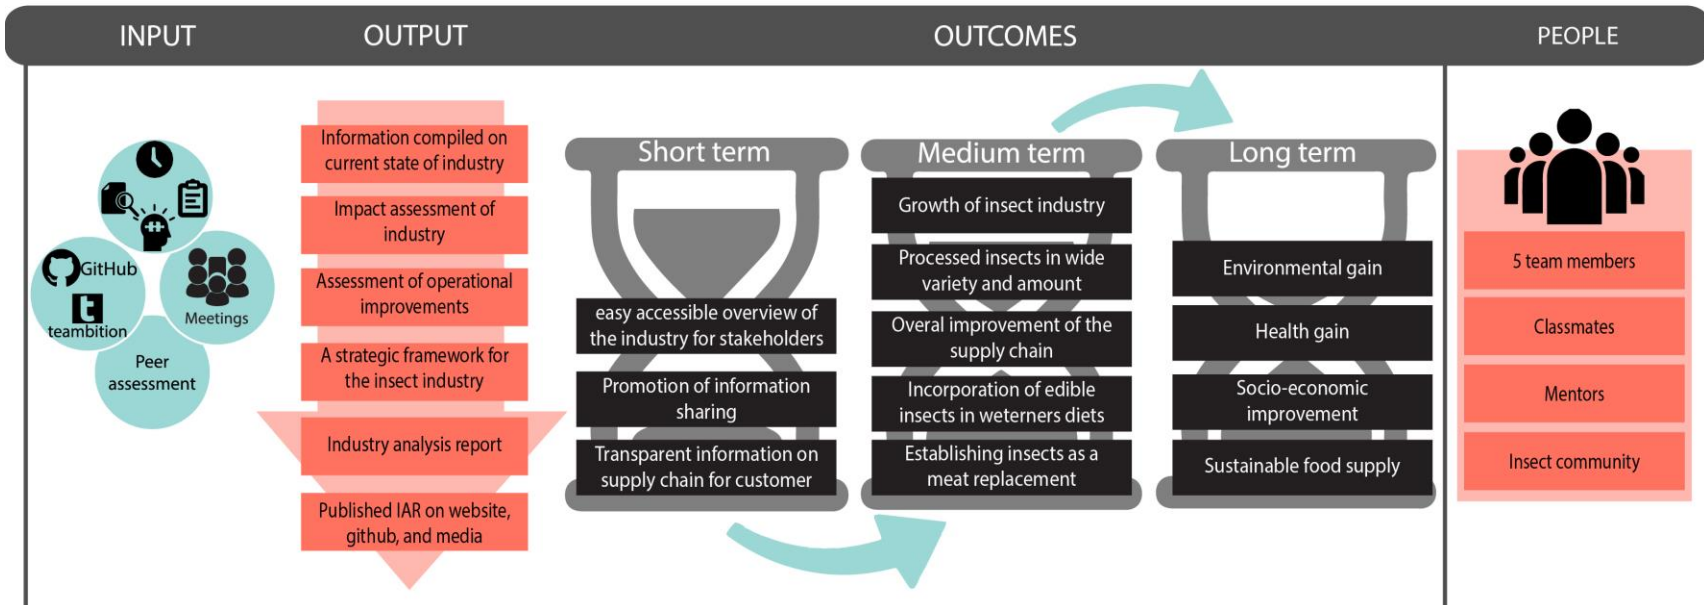 INPUT
OUTPUT
OUTCOMES
PEOPLE
GitHub
teambition
Meetings
Peer
assessment
Information compiled on
current state of industry
Impact assessment of
industry
Assessment of operational
improvements
A strategic framework for
the insect industry
Industry analysis report
Published IAR on website,
github, and media
Short term
easy accessible overview of
the industry for stakeholders
Promotion of information
sharing
Transparent information on
supply chain for customer
Medium term
Growth of insect industry
Processed insects in wide
variety and amount
Overal improvement of the
supply chain
Incorporation of edible
insects in weterners diets
Establishing insects as a
meat replacement
Long term
Environmental gain
Health gain
Socio-economic
improvement
Sustainable food supply
5 team members
Classmates
Mentors
Insect community